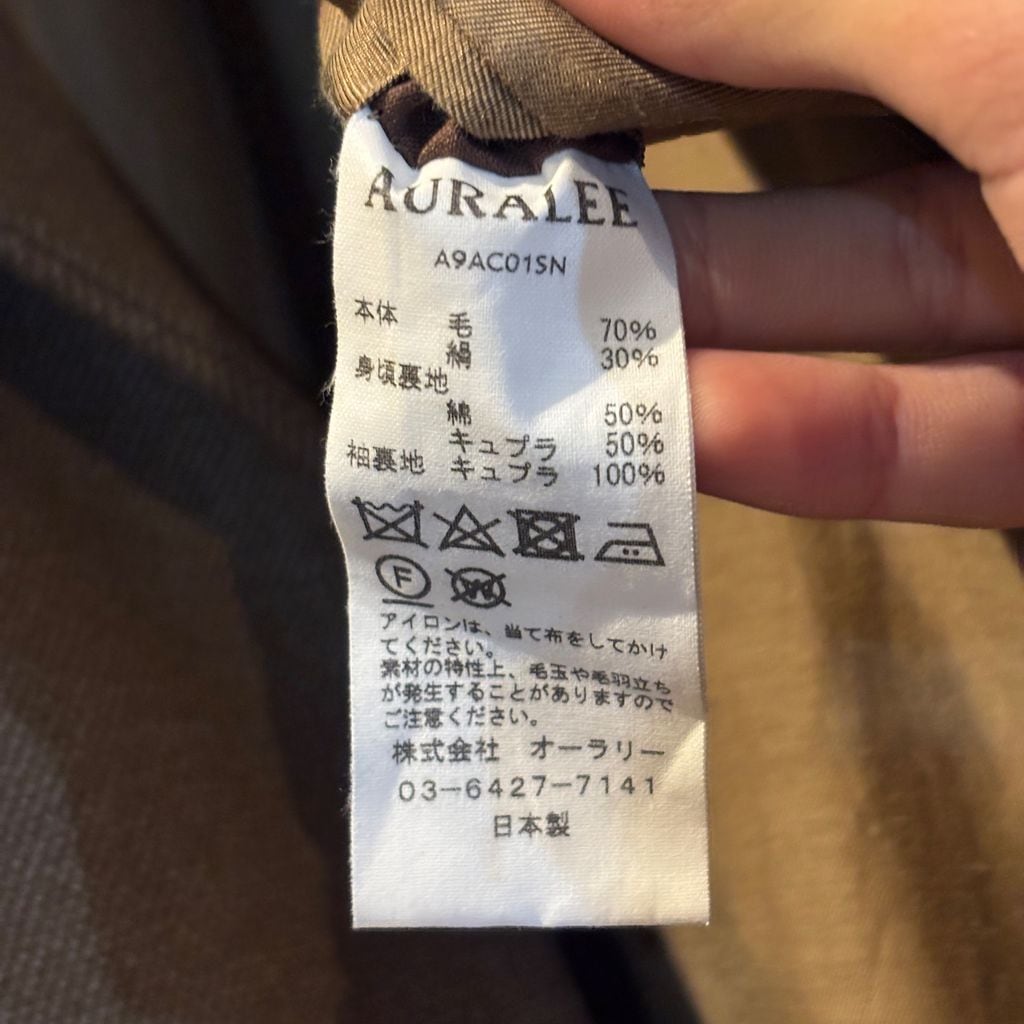 AURALEE
A9AC01SN
本体 毛 70%
綿 30%
身頃裏地
綿 50%
キュプラ 50%
袖裏地 キュプラ 100%
F
W
アイロンは、当て布をしてかけ
てください。
素材の特性上、毛玉や毛羽立ち
が発生することがありますので
ご注意ください。
株式会社 オーラリー
03-6427-7141
日本製